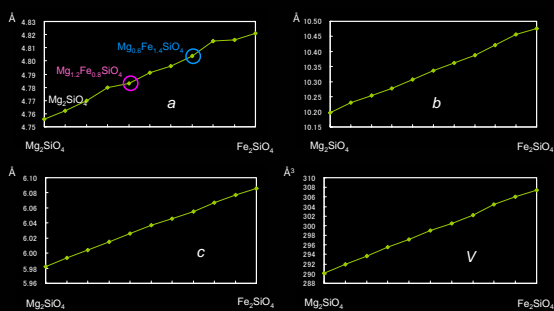 Å
4.83
4.82
4.81
4.80
4.79
4.78
4.77
4.76
4.75
Mg₀.₆Fe₁.₄SiO₄
Mg₁.₂Fe₀.₈SiO₄
Mg₂SiO₄
a
Mg₂SiO₄
Fe₂SiO₄
Å
10.50
10.45
10.40
10.35
10.30
10.25
10.20
10.15
b
Mg₂SiO₄
Fe₂SiO₄
Å
6.10
6.08
6.06
6.04
6.02
6.00
5.98
5.96
c
Mg₂SiO₄
Fe₂SiO₄
Å³
310
308
306
304
302
300
298
296
294
292
290
288
V
Mg₂SiO₄
Fe₂SiO₄